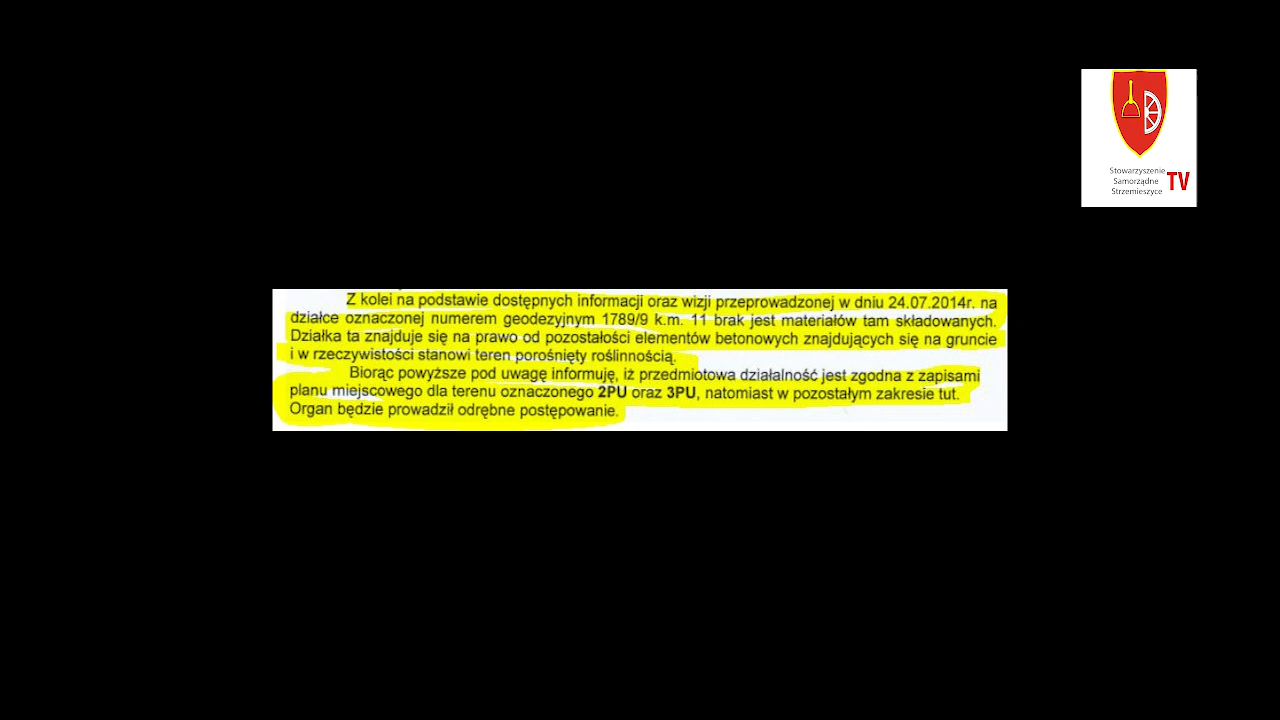 Stowarzyszenie
Samorządne
Strzemieszyce
TV
Z kolei na podstawie dostępnych informacji oraz wizji przeprowadzonej w dniu 24.07.2014r. na
działce oznaczonej numerem geodezyjnym 1789/9 k.m. 11 brak jest materiałów tam składowanych.
Działka ta znajduje się na prawo od pozostałości elementów betonowych znajdujących się na gruncie
i w rzeczywistości stanowi teren porośnięty roślinnością.
Biorąc powyższe pod uwagę informuję, iż przedmiotowa działalność jest zgodna z zapisami
planu miejscowego dla terenu oznaczonego 2PU oraz 3PU, natomiast w pozostałym zakresie tut.
Organ będzie prowadził odrębne postępowanie.